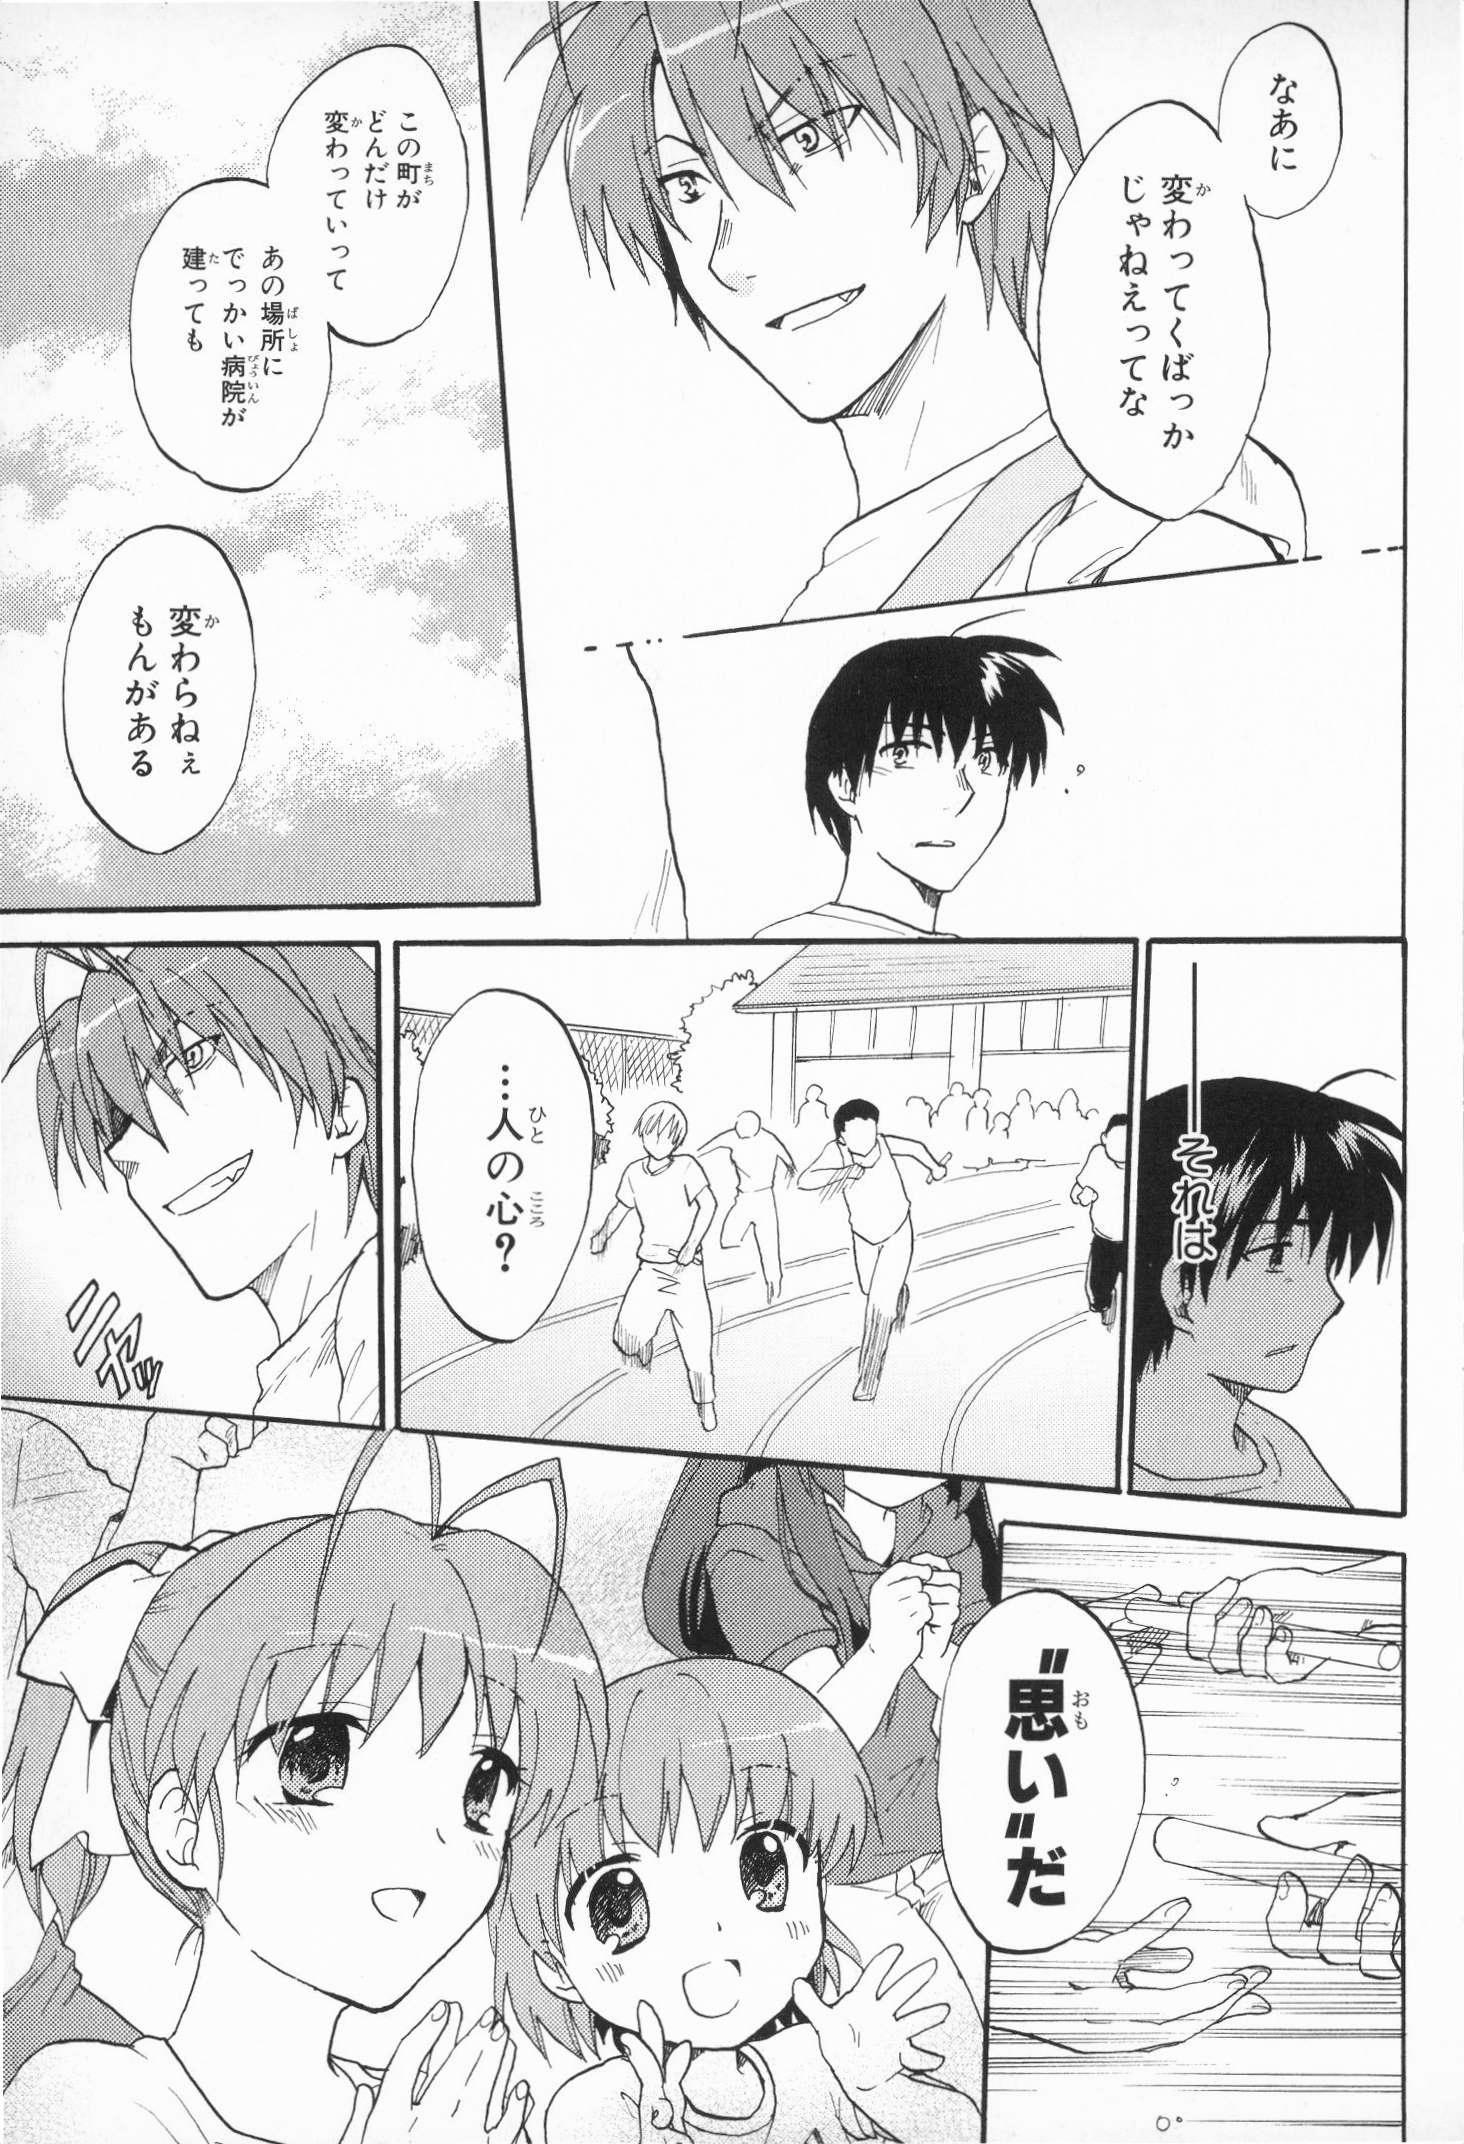 なあに
変わってくばっか
じゃねえってな
この町が
どんだけ
変わっていって
あの場所に
でっかい病院が
建っても
変わらねぇ
もんがある
それは
…人の心?
ニヤッ
〝思い〟だ